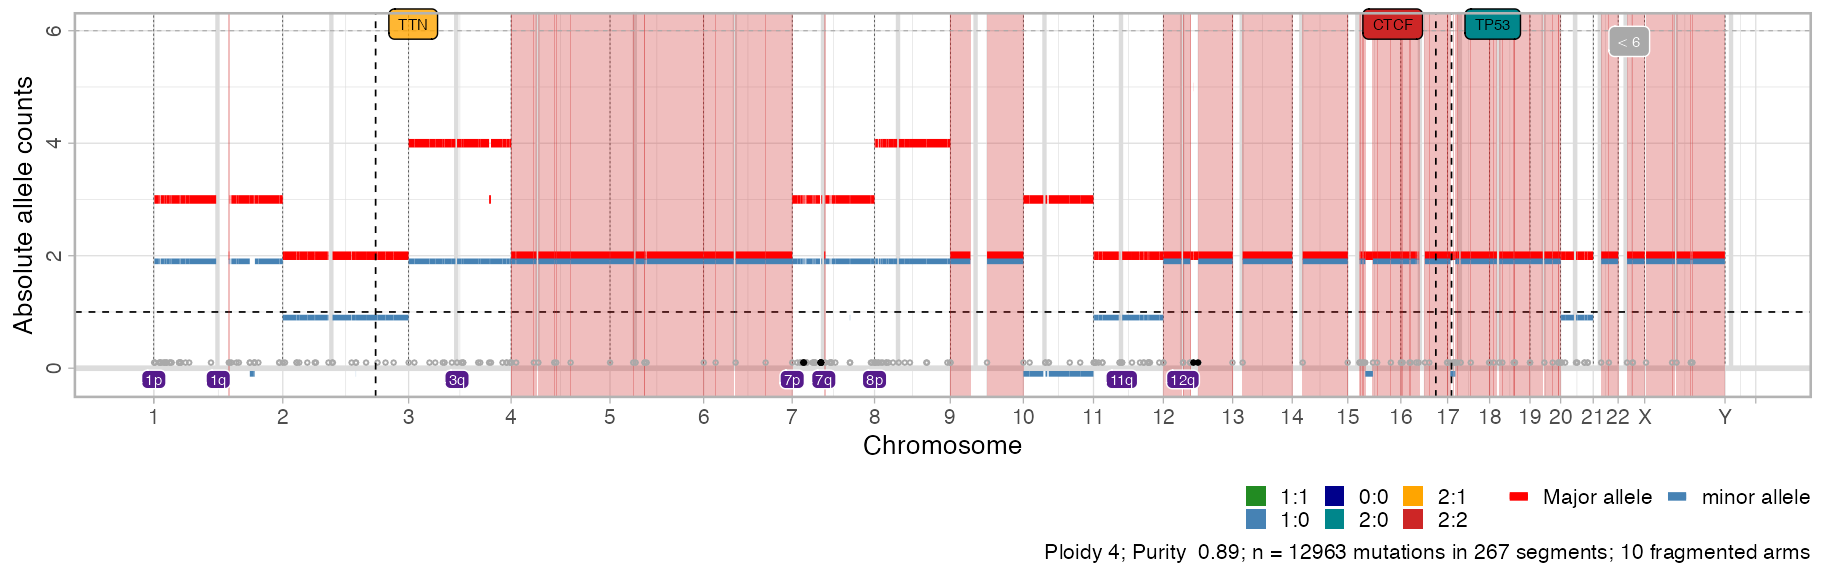 TTN
CTCF
TP53
< 6
Absolute allele counts
6
4
2
0
1p
1q
3q
7p
7q
8p
11q
12q
1 2 3 4 5 6 7 8 9 10 11 12 13 14 15 16 17 18 19 20 21 22 X Y
Chromosome
1:1 0:0 2:1 Major allele minor allele
1:0 2:0 2:2
Ploidy 4; Purity 0.89; n = 12963 mutations in 267 segments; 10 fragmented arms